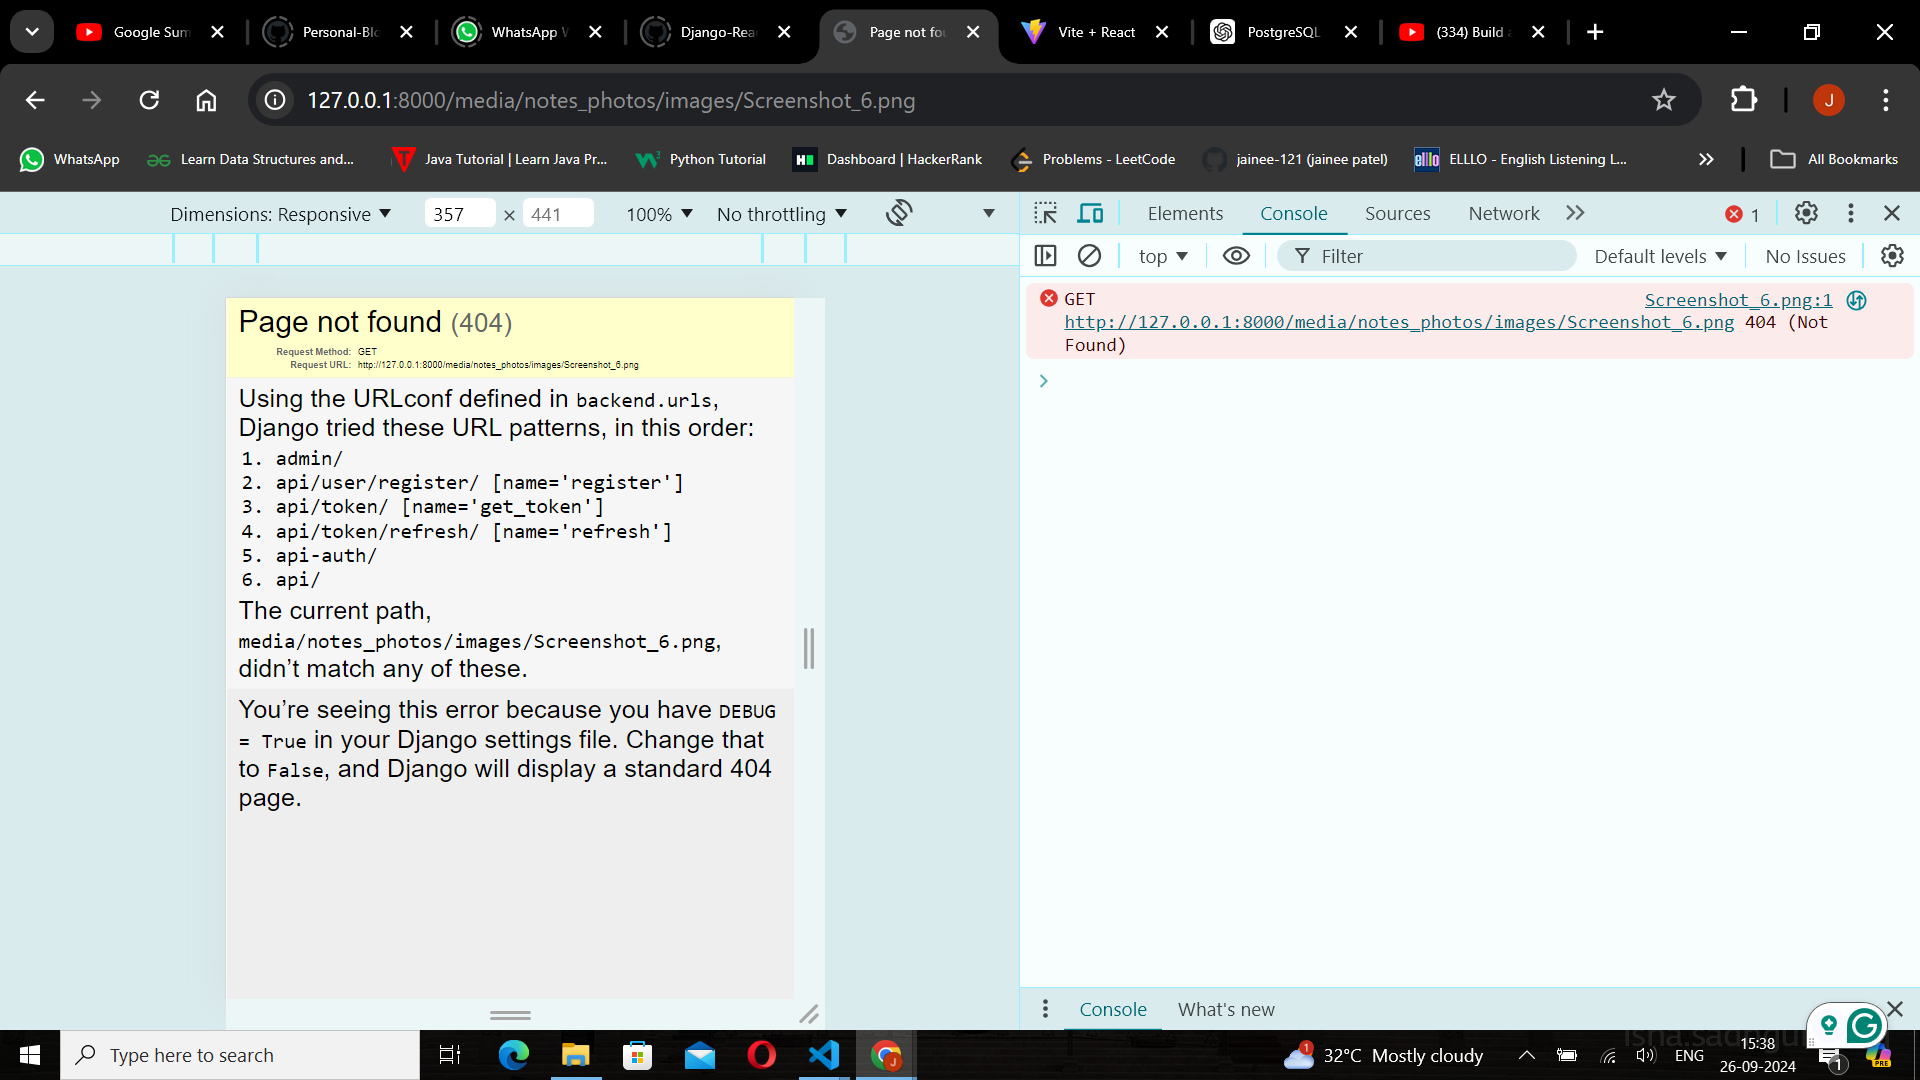 Google Sum
Personal-Blo
WhatsApp W
Django-Rea
Page not fou
Vite + React
PostgreSQL
(334) Build a
127.0.0.1:8000/media/notes_photos/images/Screenshot_6.png
J
WhatsApp
Learn Data Structures and...
Java Tutorial | Learn Java Pr...
Python Tutorial
Dashboard | HackerRank
Problems - LeetCode
jainee-121 (jainee patel)
ELLLO - English Listening L...
All Bookmarks
Dimensions: Responsive
357 × 441
100%
No throttling
Elements
Console
Sources
Network
1
top
Filter
Default levels
No Issues
GET
Screenshot_6.png:1
http://127.0.0.1:8000/media/notes_photos/images/Screenshot_6.png 404 (Not
Found)
Page not found (404)
Request Method: GET
Request URL: http://127.0.0.1:8000/media/notes_photos/images/Screenshot_6.png
Using the URLconf defined in backend.urls,
Django tried these URL patterns, in this order:
1. admin/
2. api/user/register/ [name='register']
3. api/token/ [name='get_token']
4. api/token/refresh/ [name='refresh']
5. api-auth/
6. api/
The current path,
media/notes_photos/images/Screenshot_6.png,
didn’t match any of these.
You’re seeing this error because you have DEBUG
= True in your Django settings file. Change that
to False, and Django will display a standard 404
page.
Console
What's new
Type here to search
1
32°C Mostly cloudy
ENG
15:38
26-09-2024
1
PRE